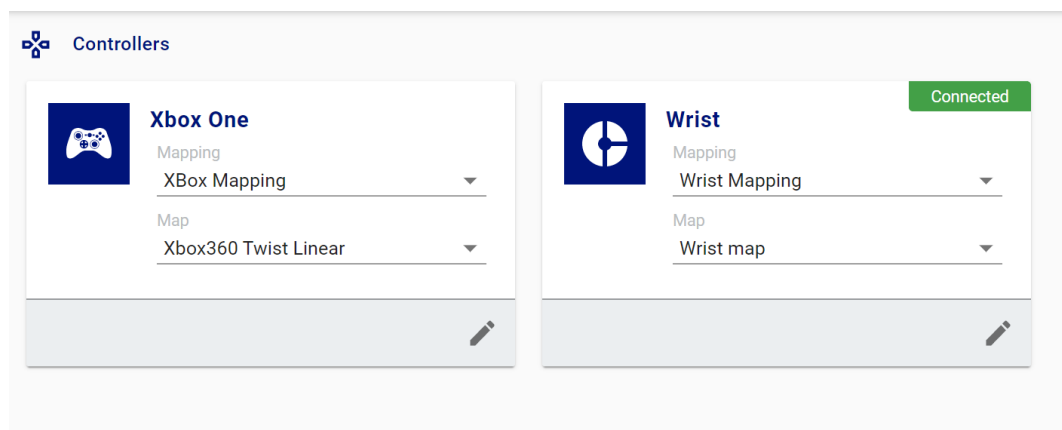 Controllers
Xbox One
Mapping
XBox Mapping
Map
Xbox360 Twist Linear
Connected
Wrist
Mapping
Wrist Mapping
Map
Wrist map